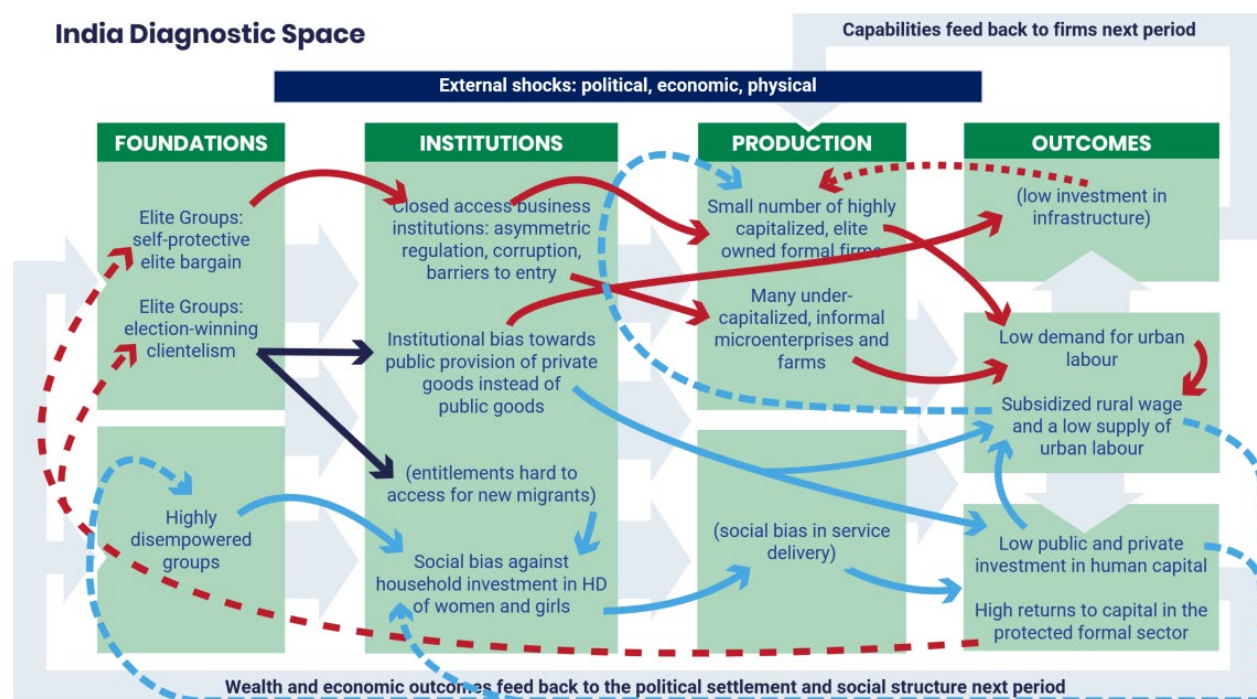 India Diagnostic Space
Capabilities feed back to firms next period
External shocks: political, economic, physical
FOUNDATIONS
Elite Groups:
self-protective
elite bargain
Elite Groups:
election-winning
clientelism
Highly
disempowered
groups
INSTITUTIONS
Closed access business
institutions: asymmetric
regulation, corruption,
barriers to entry
Institutional bias towards
public provision of private
goods instead of
public goods
(entitlements hard to
access for new migrants)
Social bias against
household investment in HD
of women and girls
PRODUCTION
Small number of highly
capitalized, elite
owned formal firms
Many under-
capitalized, informal
microenterprises and
farms
(social bias in service
delivery)
OUTCOMES
(low investment in
infrastructure)
Low demand for urban
labour
Subsidized rural wage
and a low supply of
urban labour
Low public and private
investment in human capital
High returns to capital in the
protected formal sector
Wealth and economic outcomes feed back to the political settlement and social structure next period